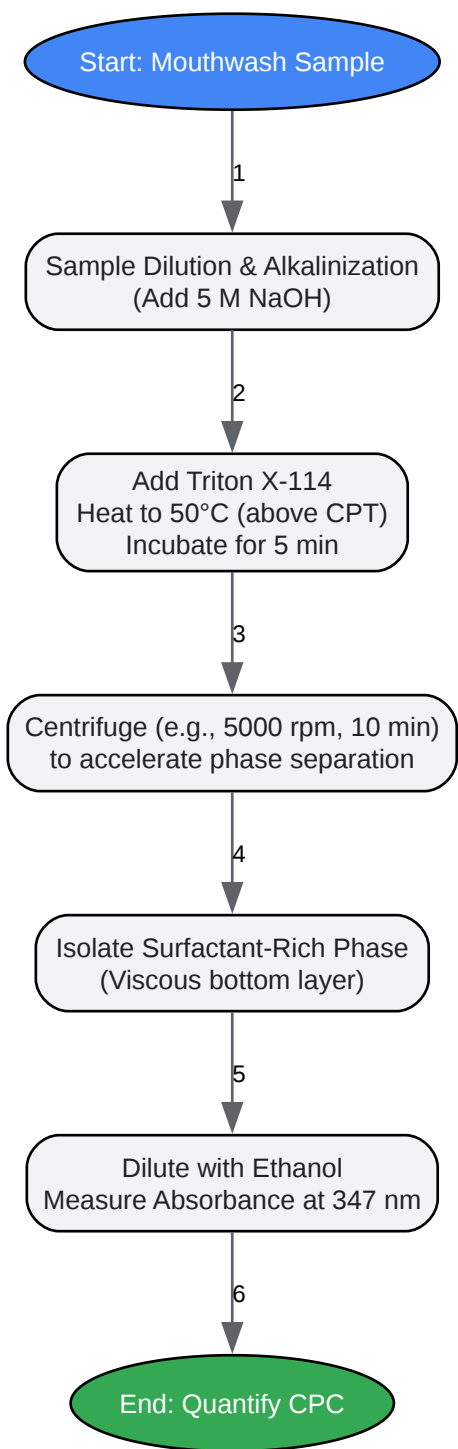 Start: Mouthwash Sample
1
Sample Dilution & Alkalinization
(Add 5 M NaOH)
2
Add Triton X-114
Heat to 50°C (above CPT)
Incubate for 5 min
3
Centrifuge (e.g., 5000 rpm, 10 min)
to accelerate phase separation
4
Isolate Surfactant-Rich Phase
(Viscous bottom layer)
5
Dilute with Ethanol
Measure Absorbance at 347 nm
6
End: Quantify CPC